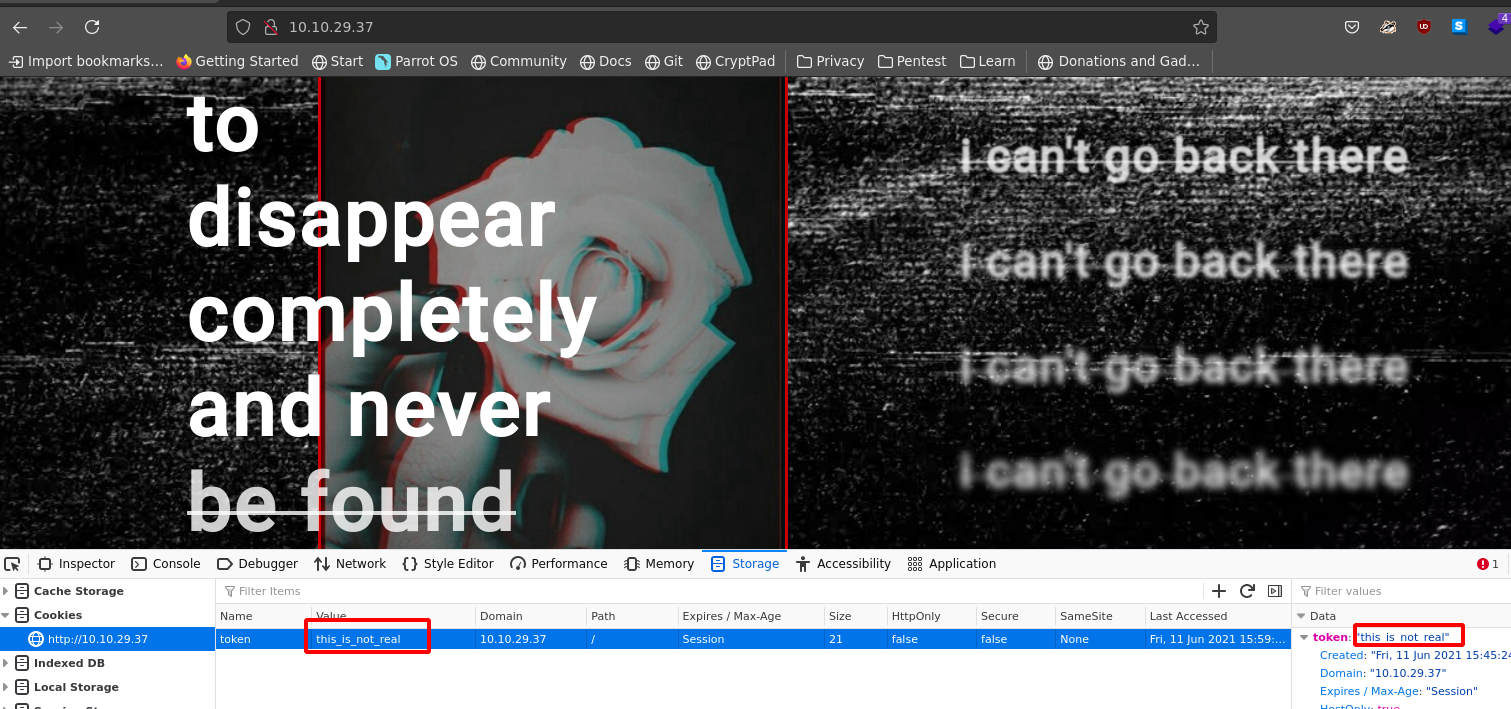 10.10.29.37
4
Import bookmarks... Getting Started Start Parrot OS Community Docs Git CryptPad Privacy Pentest Learn Donations and Gad...
to
disappear
completely
and never
be found
i can't go back there
i can't go back there
i can't go back there
i can't go back there
Inspector Console Debugger Network Style Editor Performance Memory Storage Accessibility Application 1
Cache Storage
Cookies
http://10.10.29.37
Indexed DB
Local Storage
Filter Items
Name Value Domain Path Expires / Max-Age Size HttpOnly Secure SameSite Last Accessed
token this_is_not_real 10.10.29.37 / Session 21 false false None Fri, 11 Jun 2021 15:59:...
Filter values
Data
token: "this_is_not_real"
Created: "Fri, 11 Jun 2021 15:45:24
Domain: "10.10.29.37"
Expires / Max-Age: "Session"